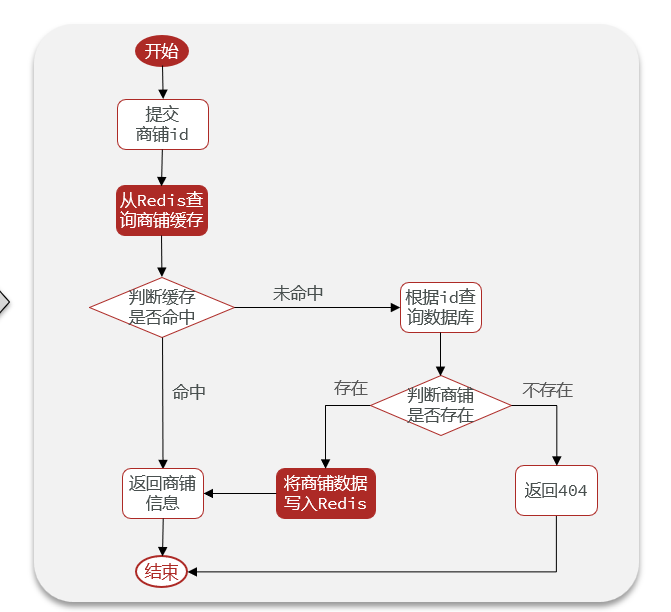 开始
提交
商铺id
从Redis查
询商铺缓存
判断缓存
是否命中
未命中
根据id查
询数据库
命中
判断商铺
是否存在
存在
不存在
返回商铺
信息
将商铺数据
写入Redis
返回404
结束